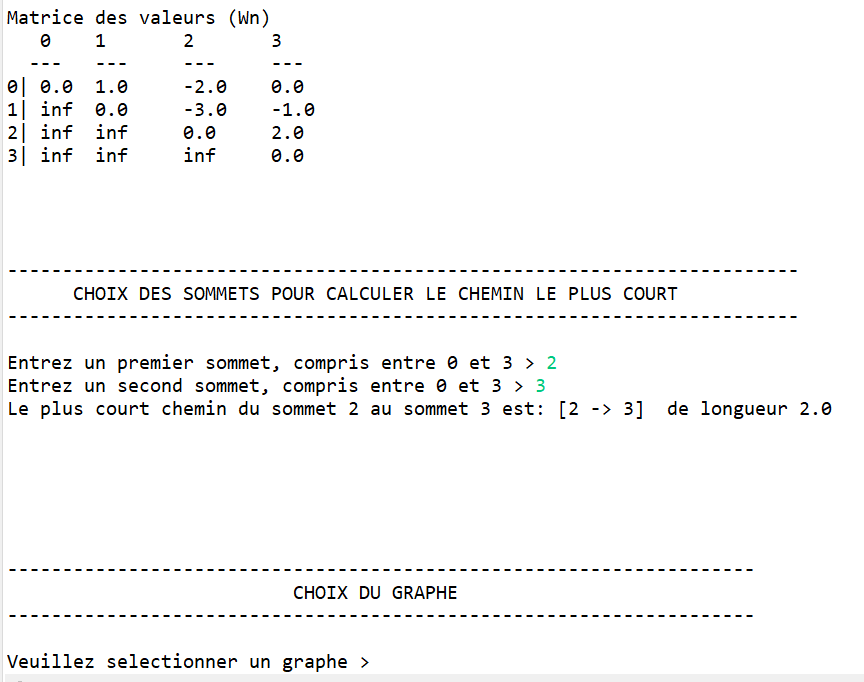 Matrice des valeurs (Wn)
0 1 2 3
--- --- --- ---
0| 0.0 1.0 -2.0 0.0
1| inf 0.0 -3.0 -1.0
2| inf inf 0.0 2.0
3| inf inf inf 0.0
------------------------------------------------------------------------
CHOIX DES SOMMETS POUR CALCULER LE CHEMIN LE PLUS COURT
------------------------------------------------------------------------
Entrez un premier sommet, compris entre 0 et 3 > 2
Entrez un second sommet, compris entre 0 et 3 > 3
Le plus court chemin du sommet 2 au sommet 3 est: [2 -> 3]  de longueur 2.0
--------------------------------------------------------------------
CHOIX DU GRAPHE
--------------------------------------------------------------------
Veuillez selectionner un graphe >